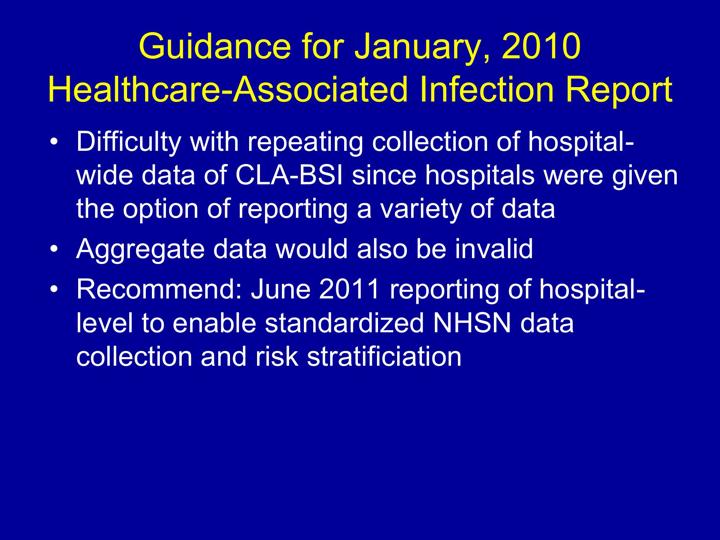 Guidance for January, 2010
Healthcare-Associated Infection Report
• Difficulty with repeating collection of hospital-
wide data of CLA-BSI since hospitals were given
the option of reporting a variety of data
• Aggregate data would also be invalid
• Recommend: June 2011 reporting of hospital-
level to enable standardized NHSN data
collection and risk stratificiation